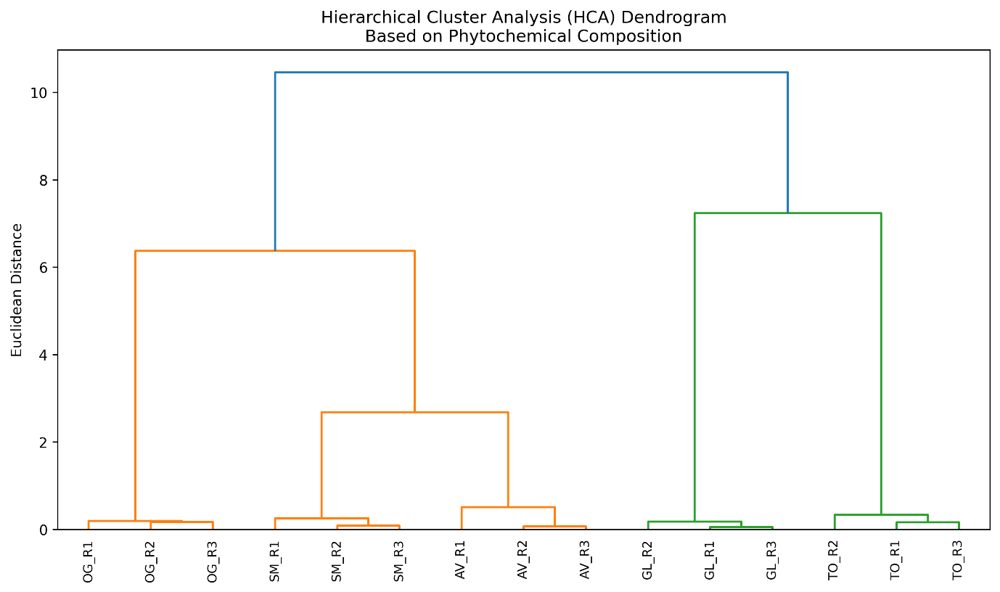 Hierarchical Cluster Analysis (HCA) Dendrogram
Based on Phytochemical Composition
Euclidean Distance
10
8
6
4
2
0
OG_R1
OG_R2
OG_R3
SM_R1
SM_R2
SM_R3
AV_R1
AV_R2
AV_R3
GL_R2
GL_R1
GL_R3
TO_R2
TO_R1
TO_R3